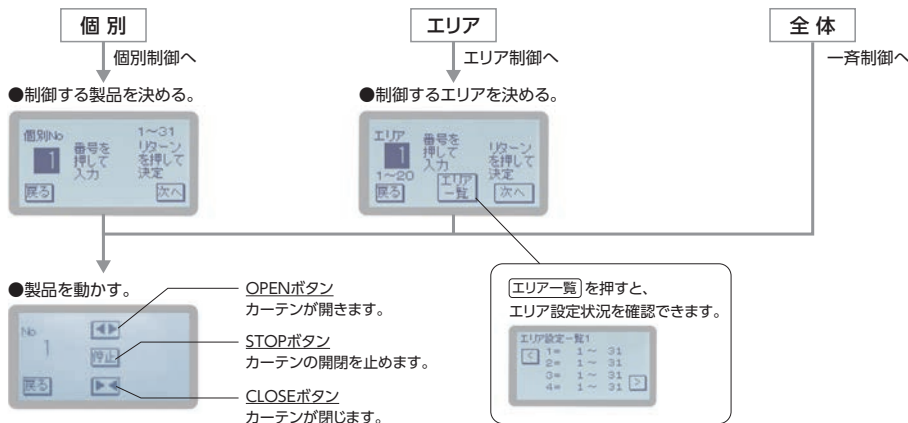 個 別
エリア
全 体
個別制御へ
エリア制御へ
一斉制御へ
●制御する製品を決める。
個別No
1
番号を
押して
入力
1～31
リターン
を押して
決定
戻る
次へ
●制御するエリアを決める。
エリア
1
1～20
番号を
押して
入力
リターン
を押して
決定
戻る
エリア
一覧
次へ
●製品を動かす。
No
1
停止
戻る
OPENボタン
カーテンが開きます。
STOPボタン
カーテンの開閉を止めます。
CLOSEボタン
カーテンが閉じます。
エリア一覧 を押すと、
エリア設定状況を確認できます。
エリア設定一覧1
< 1= 1～ 31
2= 1～ 31
3= 1～ 31
4= 1～ 31 >